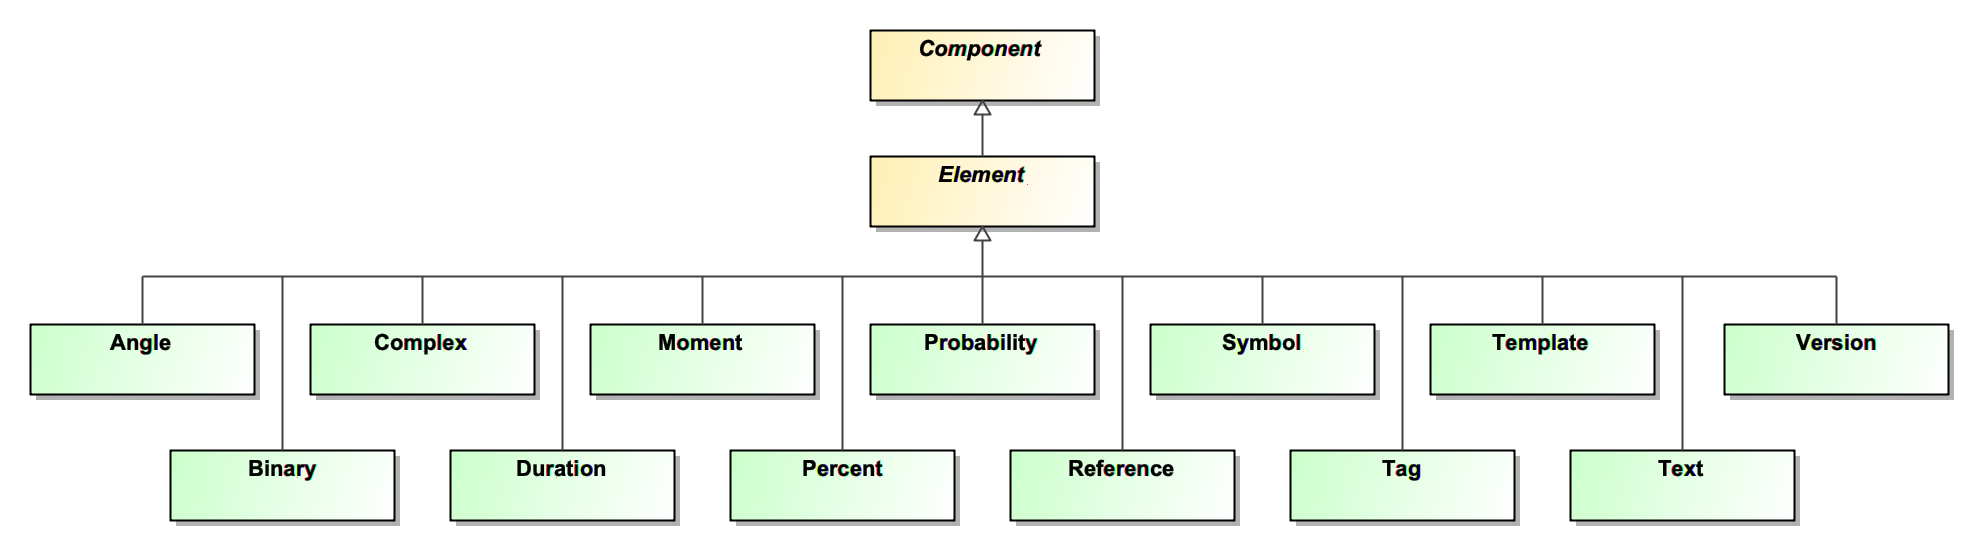 Component
Element
Angle
Complex
Moment
Probability
Symbol
Template
Version
Binary
Duration
Percent
Reference
Tag
Text